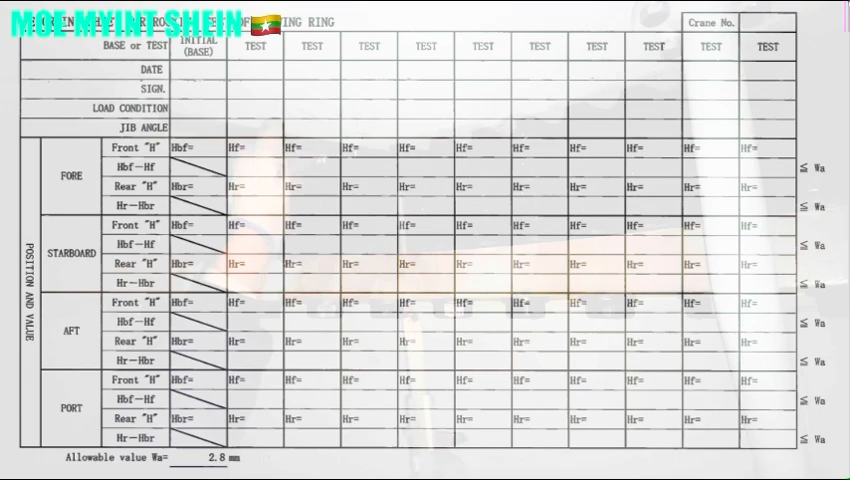 MOE MYINT SHEIN
ING RING Crane No.
BASE or TEST INITIAL (BASE) TEST TEST TEST TEST TEST TEST TEST TEST TEST TEST
DATE
SIGN.
LOAD CONDITION
JIB ANGLE
POSITION AND VALUE
FORE
Front "H" Hbf= Hf= Hf= Hf= Hf= Hf= Hf= Hf= Hf= Hf= Hf=
Hbf－Hf ≦ Wa
Rear "H" Hbr= Hr= Hr= Hr= Hr= Hr= Hr= Hr= Hr= Hr= Hr=
Hr－Hbr ≦ Wa
STARBOARD
Front "H" Hbf= Hf= Hf= Hf= Hf= Hf= Hf= Hf= Hf= Hf= Hf=
Hbf－Hf ≦ Wa
Rear "H" Hbr= Hr= Hr= Hr= Hr= Hr= Hr= Hr= Hr= Hr= Hr=
Hr－Hbr ≦ Wa
AFT
Front "H" Hbf= Hf= Hf= Hf= Hf= Hf= Hf= Hf= Hf= Hf= Hf=
Hbf－Hf ≦ Wa
Rear "H" Hbr= Hr= Hr= Hr= Hr= Hr= Hr= Hr= Hr= Hr= Hr=
Hr－Hbr ≦ Wa
PORT
Front "H" Hbf= Hf= Hf= Hf= Hf= Hf= Hf= Hf= Hf= Hf= Hf=
Hbf－Hf ≦ Wa
Rear "H" Hbr= Hr= Hr= Hr= Hr= Hr= Hr= Hr= Hr= Hr= Hr=
Hr－Hbr ≦ Wa
Allowable value Wa= 2.8 mm